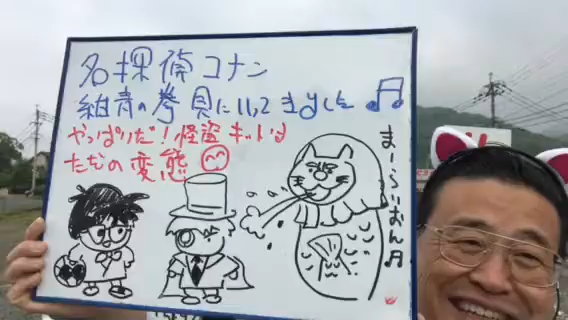 名探偵コナン
紺青の拳見にいってきました♫
やっぱりだ！怪盗キッドは
ただの変態
まーらいおん♫